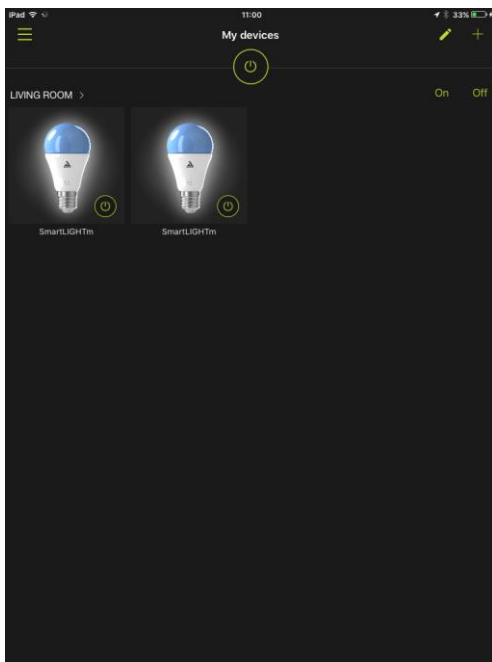 iPad 11:00 33%
My devices
LIVING ROOM > On Off
SmartLIGHTm SmartLIGHTm